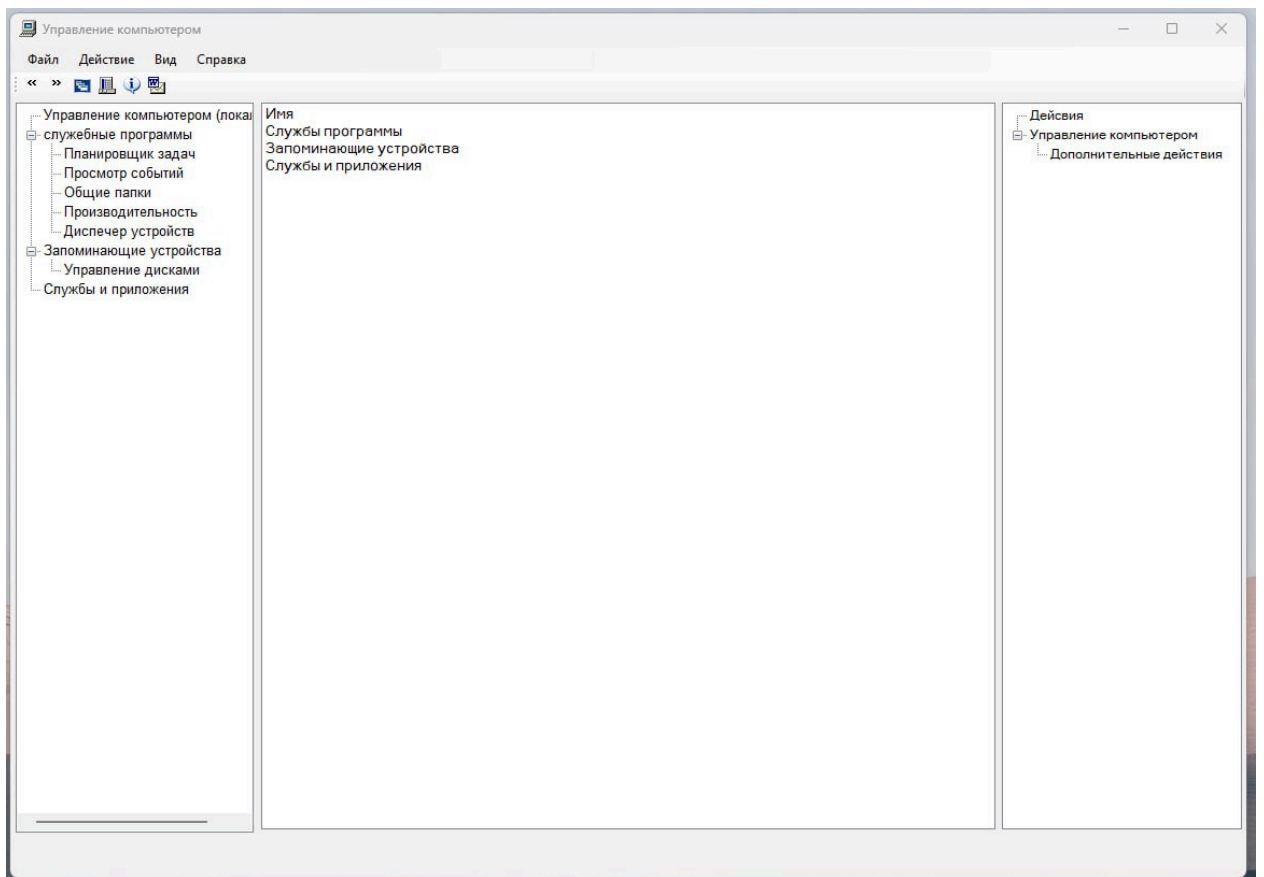 Управление компьютером
Файл Действие Вид Справка
Управление компьютером (лока
служебные программы
Планировщик задач
Просмотр событий
Общие папки
Производительность
Диспечер устройств
Запоминающие устройства
Управление дисками
Службы и приложения
Имя
Службы программы
Запоминающие устройства
Службы и приложения
Дейсвия
Управление компьютером
Дополнительные действия